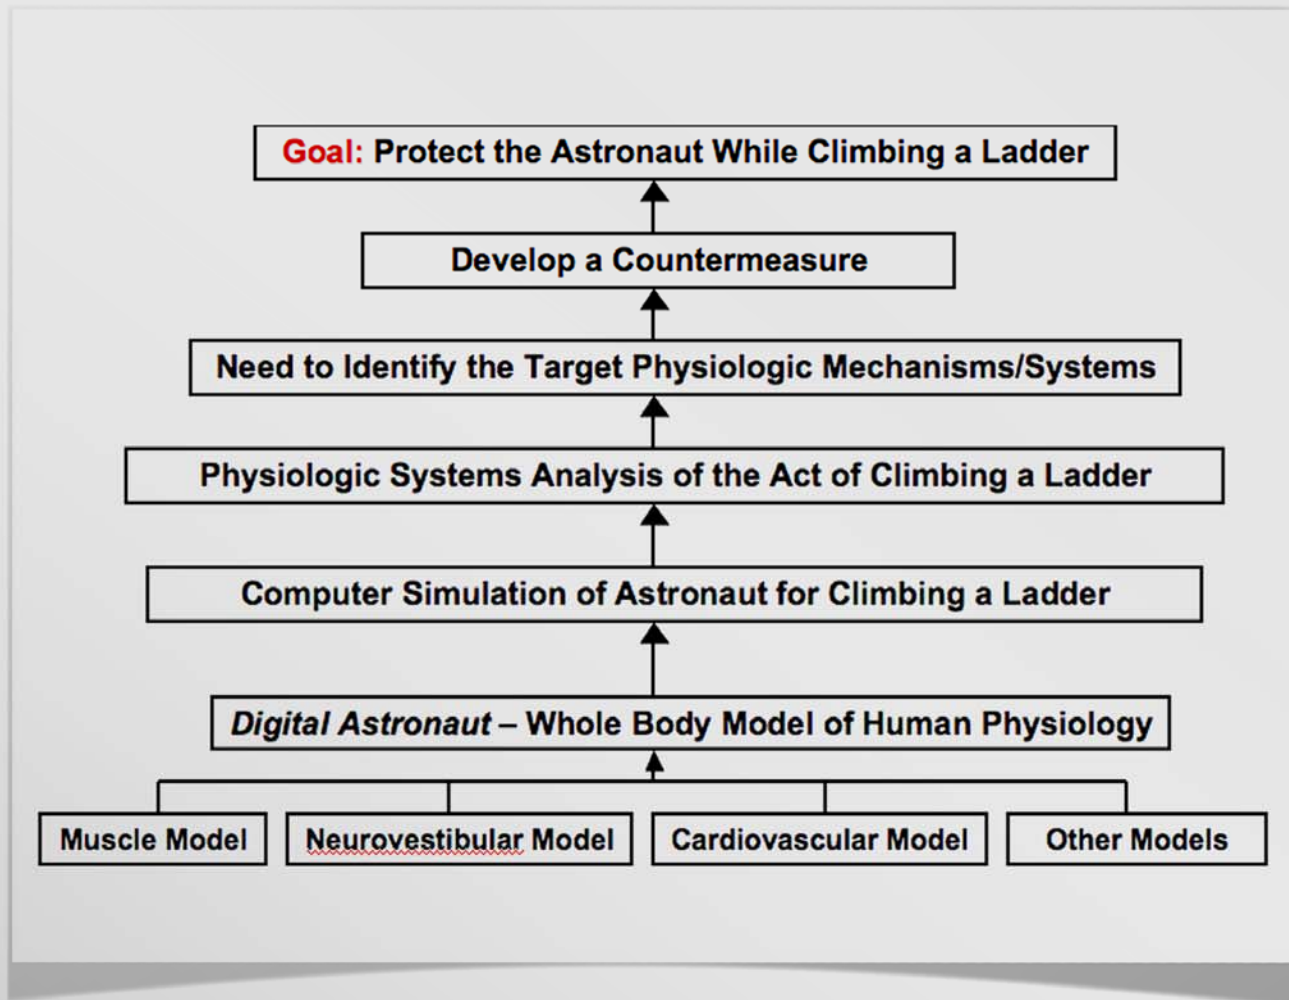 Goal: Protect the Astronaut While Climbing a Ladder
Develop a Countermeasure
Need to Identify the Target Physiologic Mechanisms/Systems
Physiologic Systems Analysis of the Act of Climbing a Ladder
Computer Simulation of Astronaut for Climbing a Ladder
Digital Astronaut – Whole Body Model of Human Physiology
Muscle Model
Neurovestibular Model
Cardiovascular Model
Other Models